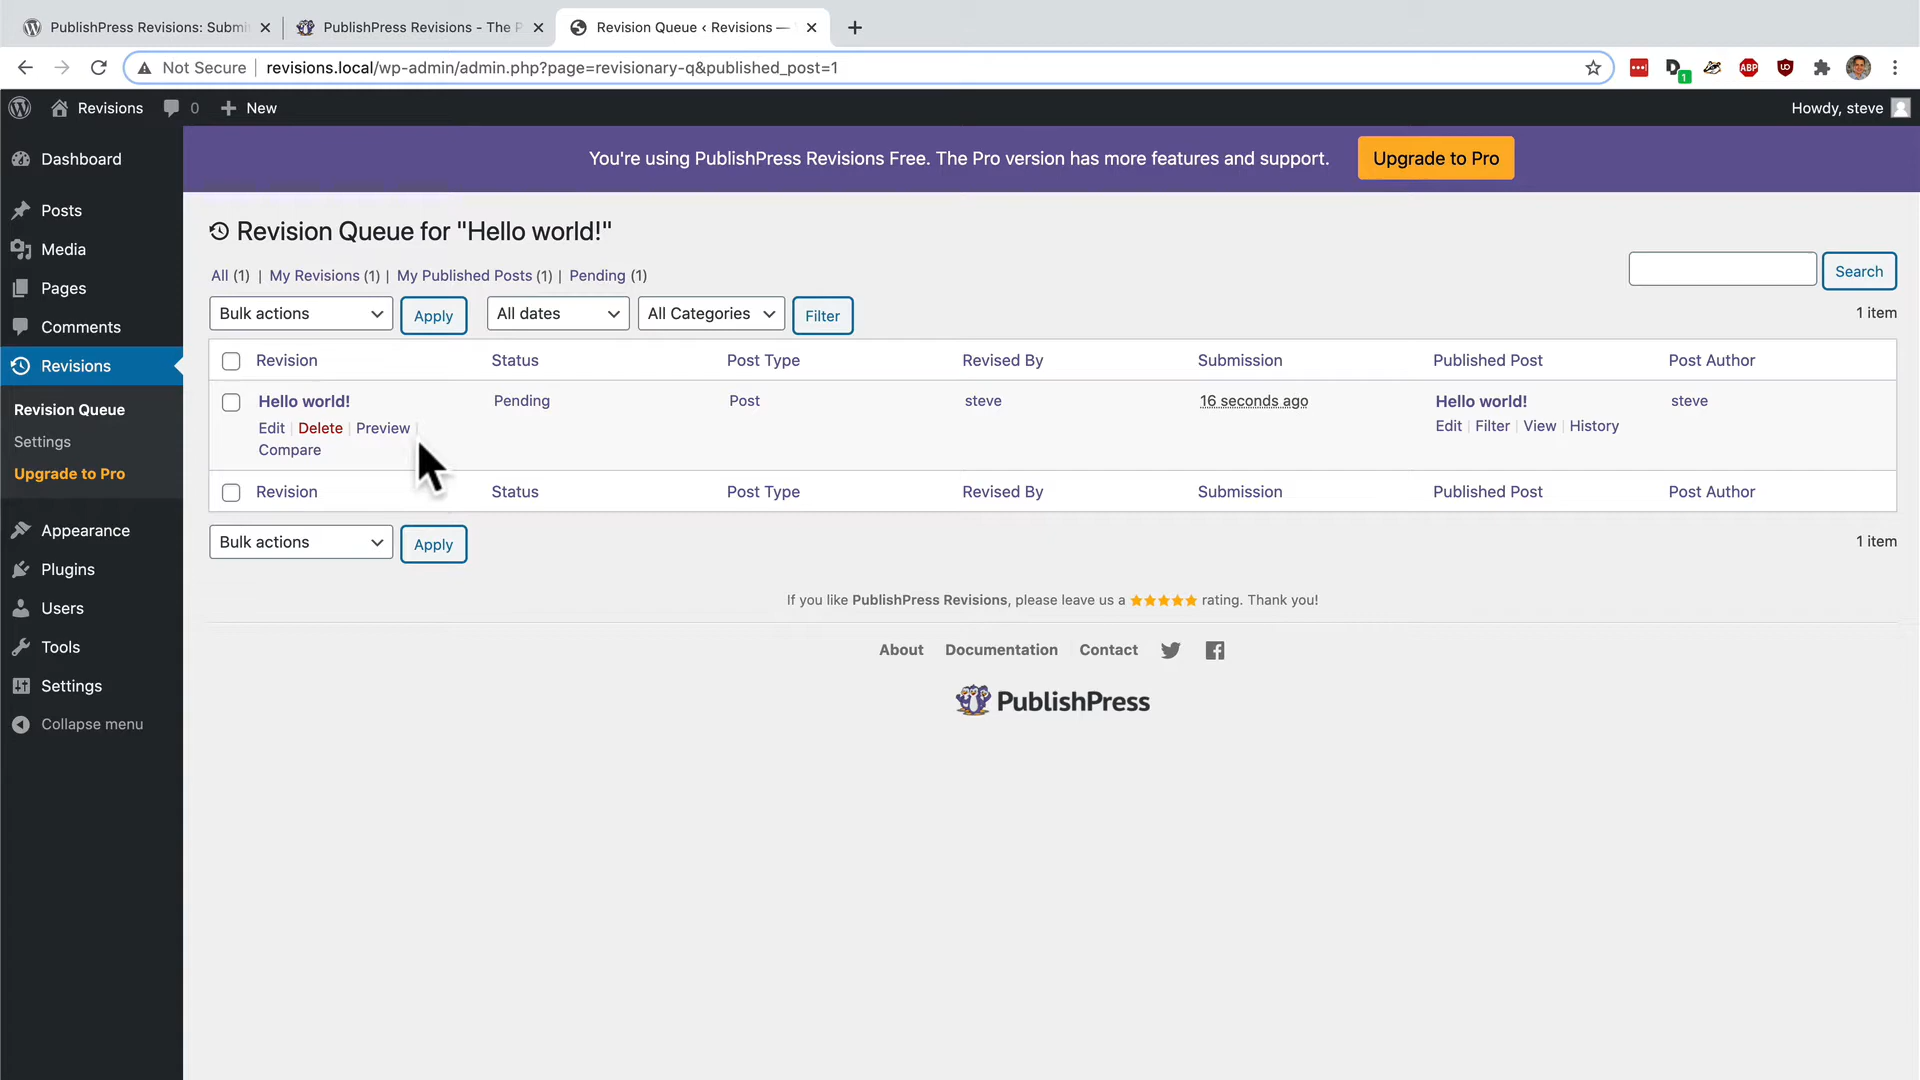 PublishPress Revisions: Submi
PublishPress Revisions - The P
Revision Queue ‹ Revisions —
Not Secure
revisions.local/wp-admin/admin.php?page=revisionary-q&published_post=1
D
1
ABP
Revisions
0
New
Howdy, steve
You're using PublishPress Revisions Free. The Pro version has more features and support.
Upgrade to Pro
Dashboard
Posts
Media
Pages
Comments
Revisions
Revision Queue
Settings
Upgrade to Pro
Appearance
Plugins
Users
Tools
Settings
Collapse menu
Revision Queue for "Hello world!"
All (1) | My Revisions (1) | My Published Posts (1) | Pending (1)
Search
Bulk actions Apply All dates All Categories Filter
1 item
Revision Status Post Type Revised By Submission Published Post Post Author
Hello world! Pending Post steve 16 seconds ago Hello world! steve
Edit | Delete | Preview |
Compare
Edit | Filter | View | History
Revision Status Post Type Revised By Submission Published Post Post Author
Bulk actions Apply
1 item
If you like PublishPress Revisions, please leave us a ★★★★★ rating. Thank you!
About Documentation Contact
PublishPress